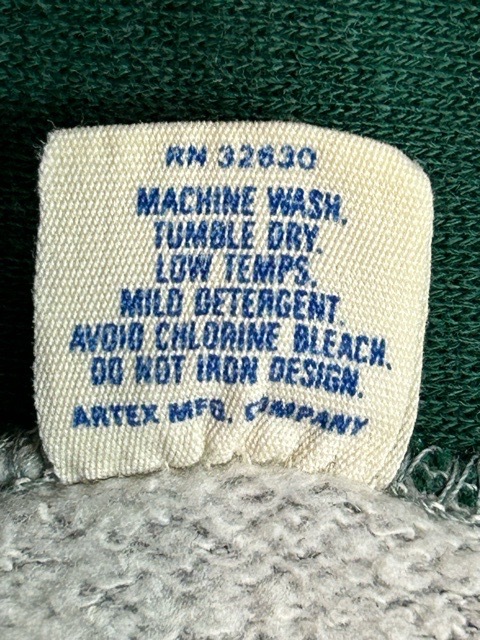 RN 32630
MACHINE WASH.
TUMBLE DRY.
LOW TEMPS.
MILD DETERGENT.
AVOID CHLORINE BLEACH.
DO NOT IRON DESIGN.
ARTEX MFG. COMPANY